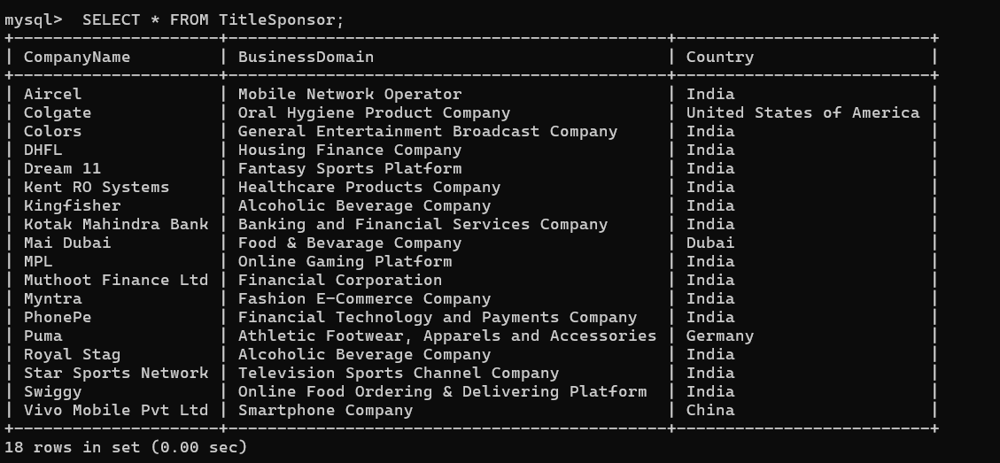 mysql>  SELECT * FROM TitleSponsor;
+---------------------+---------------------------------------------+--------------------------+
| CompanyName         | BusinessDomain                              | Country                  |
+---------------------+---------------------------------------------+--------------------------+
| Aircel              | Mobile Network Operator                     | India                    |
| Colgate             | Oral Hygiene Product Company                | United States of America |
| Colors              | General Entertainment Broadcast Company     | India                    |
| DHFL                | Housing Finance Company                     | India                    |
| Dream 11            | Fantasy Sports Platform                     | India                    |
| Kent RO Systems     | Healthcare Products Company                 | India                    |
| Kingfisher          | Alcoholic Beverage Company                  | India                    |
| Kotak Mahindra Bank | Banking and Financial Services Company      | India                    |
| Mai Dubai           | Food & Bevarage Company                     | Dubai                    |
| MPL                 | Online Gaming Platform                      | India                    |
| Muthoot Finance Ltd | Financial Corporation                       | India                    |
| Myntra              | Fashion E-Commerce Company                  | India                    |
| PhonePe             | Financial Technology and Payments Company   | India                    |
| Puma                | Athletic Footwear, Apparels and Accessories | Germany                  |
| Royal Stag          | Alcoholic Beverage Company                  | India                    |
| Star Sports Network | Television Sports Channel Company           | India                    |
| Swiggy              | Online Food Ordering & Delivering Platform  | India                    |
| Vivo Mobile Pvt Ltd | Smartphone Company                          | China                    |
+---------------------+---------------------------------------------+--------------------------+
18 rows in set (0.00 sec)